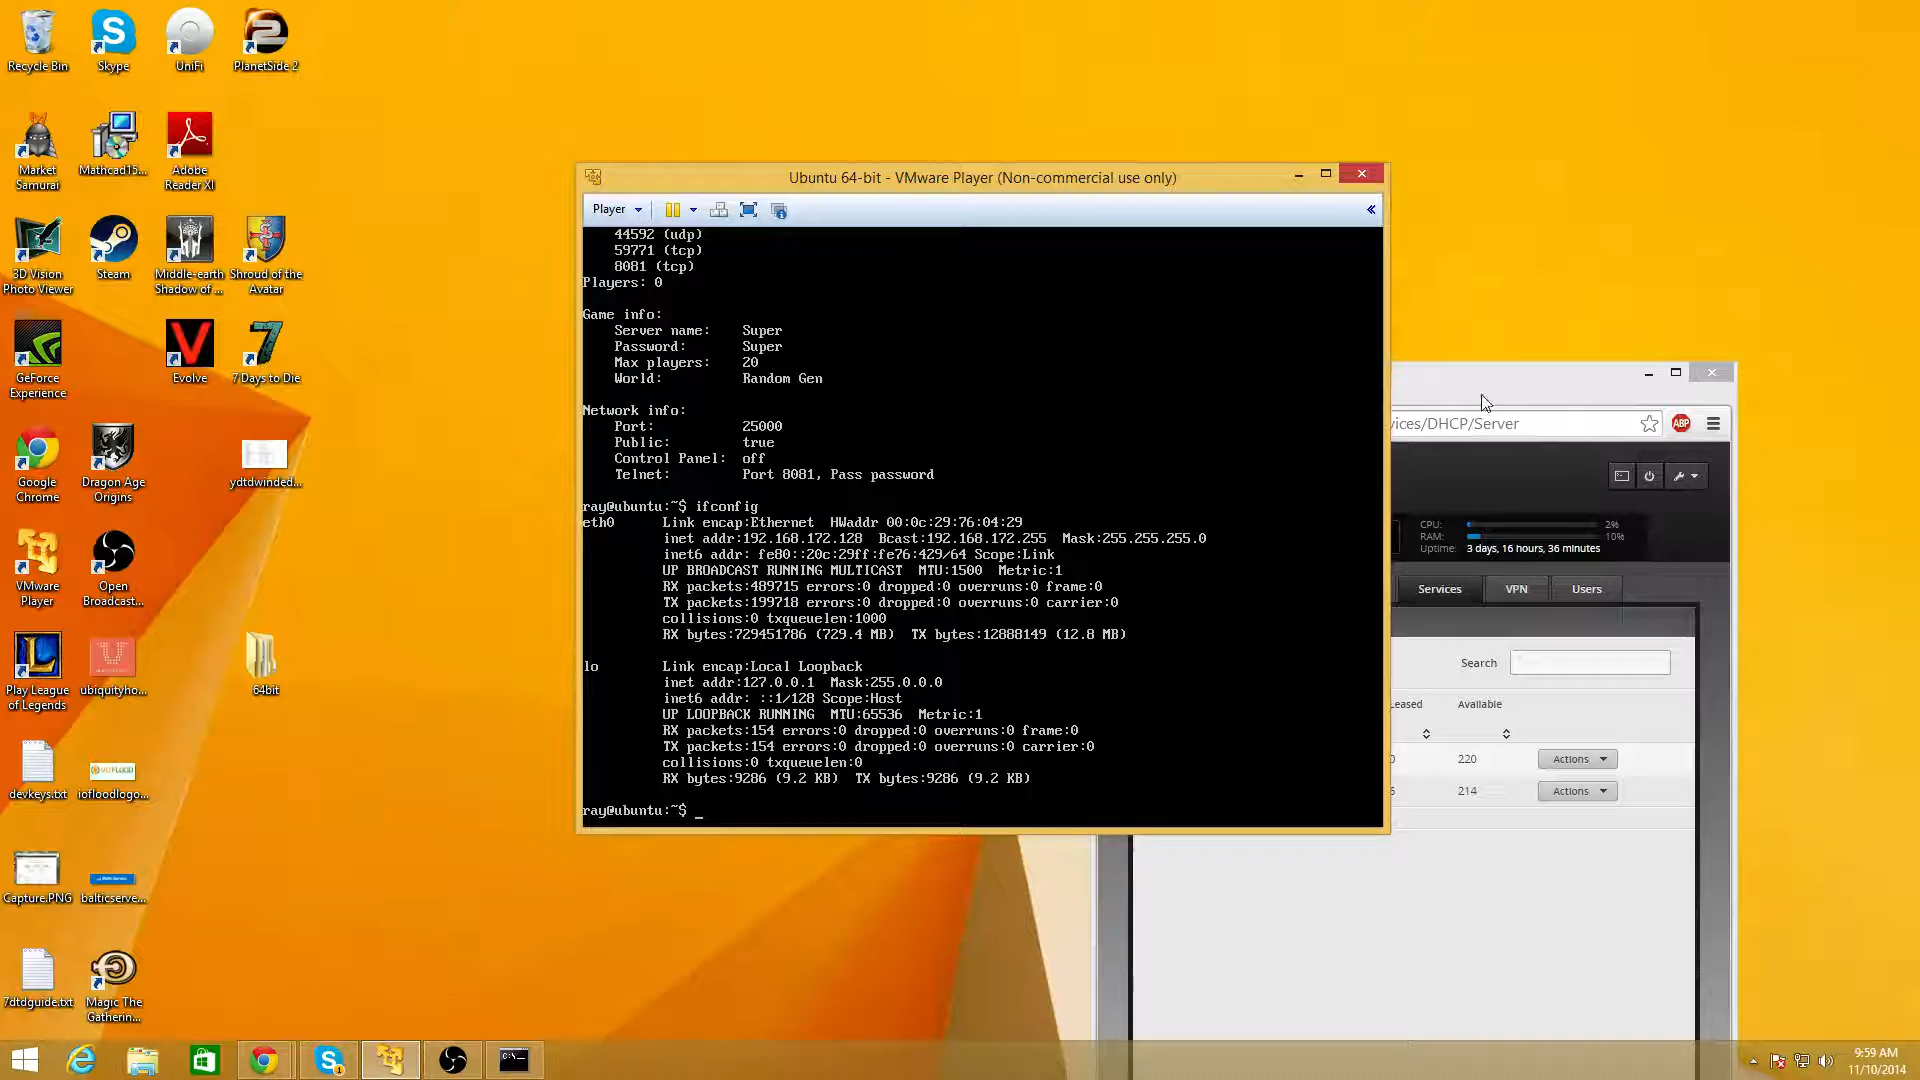 Recycle Bin
Skype
UniFi
PlanetSide 2
Market
Samurai
Mathcad15...
Adobe
Reader XI
3D Vision
Photo Viewer
Steam
Middle-earth
Shadow of ...
Shroud of the
Avatar
GeForce
Experience
Evolve
7 Days to Die
Google
Chrome
Dragon Age
Origins
ydtdwinded...
VMware
Player
Open
Broadcast...
Play League
of Legends
ubiquityho...
64bit
devkeys.txt
iofloodlogo...
Capture.PNG
balticserve...
7dtdguide.txt
Magic The
Gatherin...
Ubuntu 64-bit - VMware Player (Non-commercial use only)
Player
44592 (udp)
59771 (tcp)
8081 (tcp)
Players: 0
Game info:
Server name: Super
Password: Super
Max players: 20
World: Random Gen
Network info:
Port: 25000
Public: true
Control Panel: off
Telnet: Port 8081, Pass password
ray@ubuntu:~$ ifconfig
eth0 Link encap:Ethernet HWaddr 00:0c:29:76:04:29
inet addr:192.168.172.128 Bcast:192.168.172.255 Mask:255.255.255.0
inet6 addr: fe80::20c:29ff:fe76:429/64 Scope:Link
UP BROADCAST RUNNING MULTICAST MTU:1500 Metric:1
RX packets:489715 errors:0 dropped:0 overruns:0 frame:0
TX packets:199718 errors:0 dropped:0 overruns:0 carrier:0
collisions:0 txqueuelen:1000
RX bytes:729451786 (729.4 MB) TX bytes:12888149 (12.8 MB)
lo Link encap:Local Loopback
inet addr:127.0.0.1 Mask:255.0.0.0
inet6 addr: ::1/128 Scope:Host
UP LOOPBACK RUNNING MTU:65536 Metric:1
RX packets:154 errors:0 dropped:0 overruns:0 frame:0
TX packets:154 errors:0 dropped:0 overruns:0 carrier:0
collisions:0 txqueuelen:0
RX bytes:9286 (9.2 KB) TX bytes:9286 (9.2 KB)
ray@ubuntu:~$ _
vices/DHCP/Server
ABP
CPU: 2%
RAM: 10%
Uptime: 3 days, 16 hours, 36 minutes
Services VPN Users
Search
eased Available
0 220 Actions
6 214 Actions
9:59 AM
11/10/2014